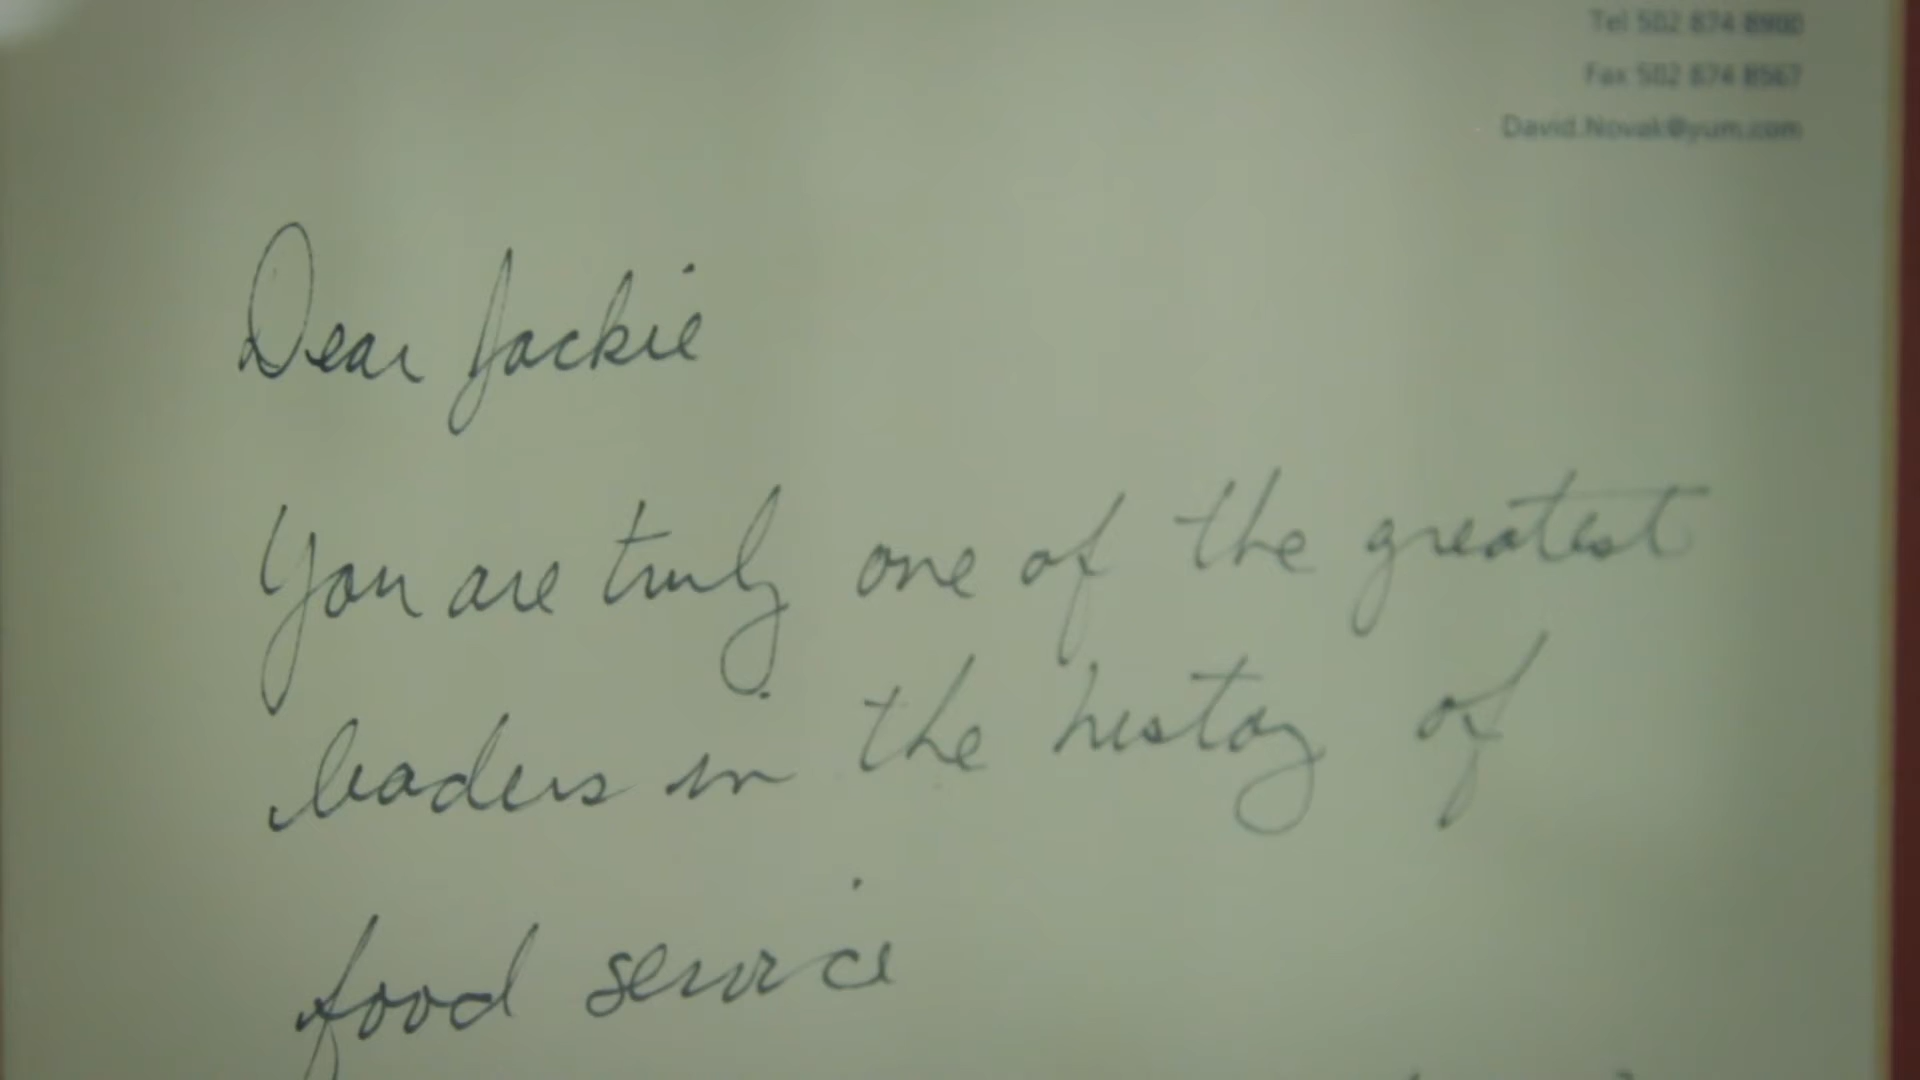 Tel 502 874 8900
Fax 502 874 8567
David.Novak@yum.com
Dear Jackie
You are truly one of the greatest
leaders in the history of
food service